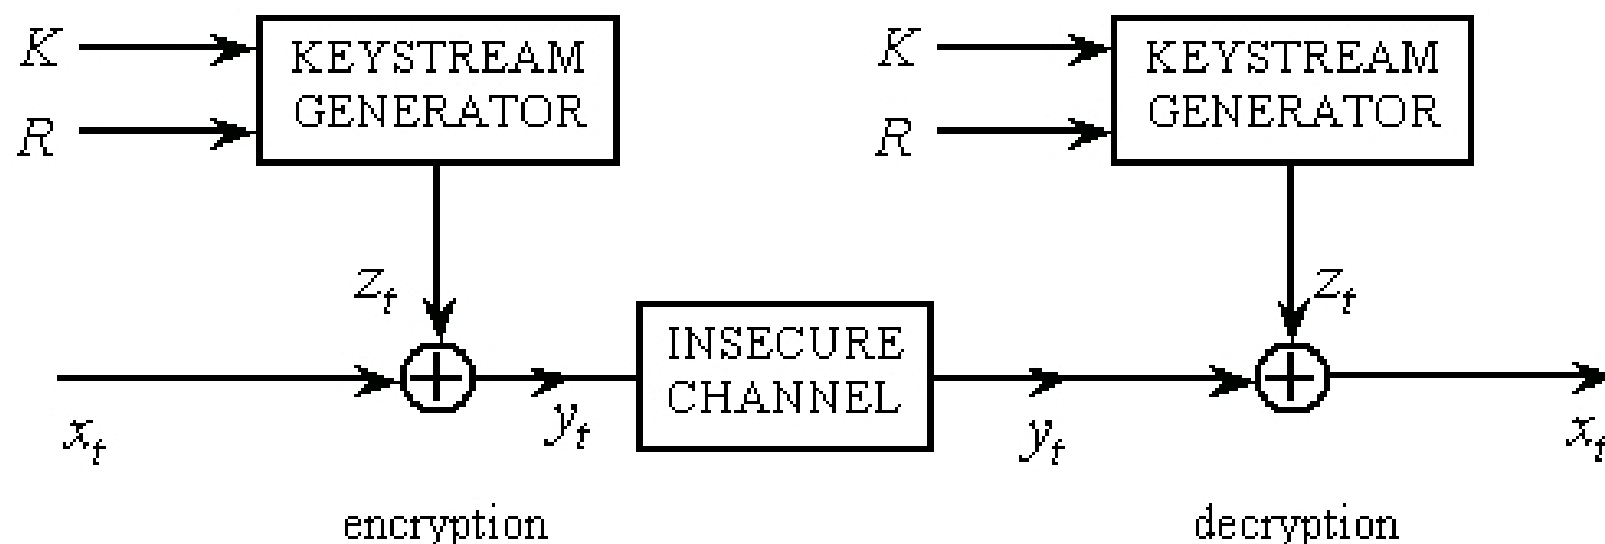 K
R
KEYSTREAM
GENERATOR
z_t
x_t
y_t
encryption
INSECURE
CHANNEL
K
R
KEYSTREAM
GENERATOR
z_t
y_t
x_t
decryption